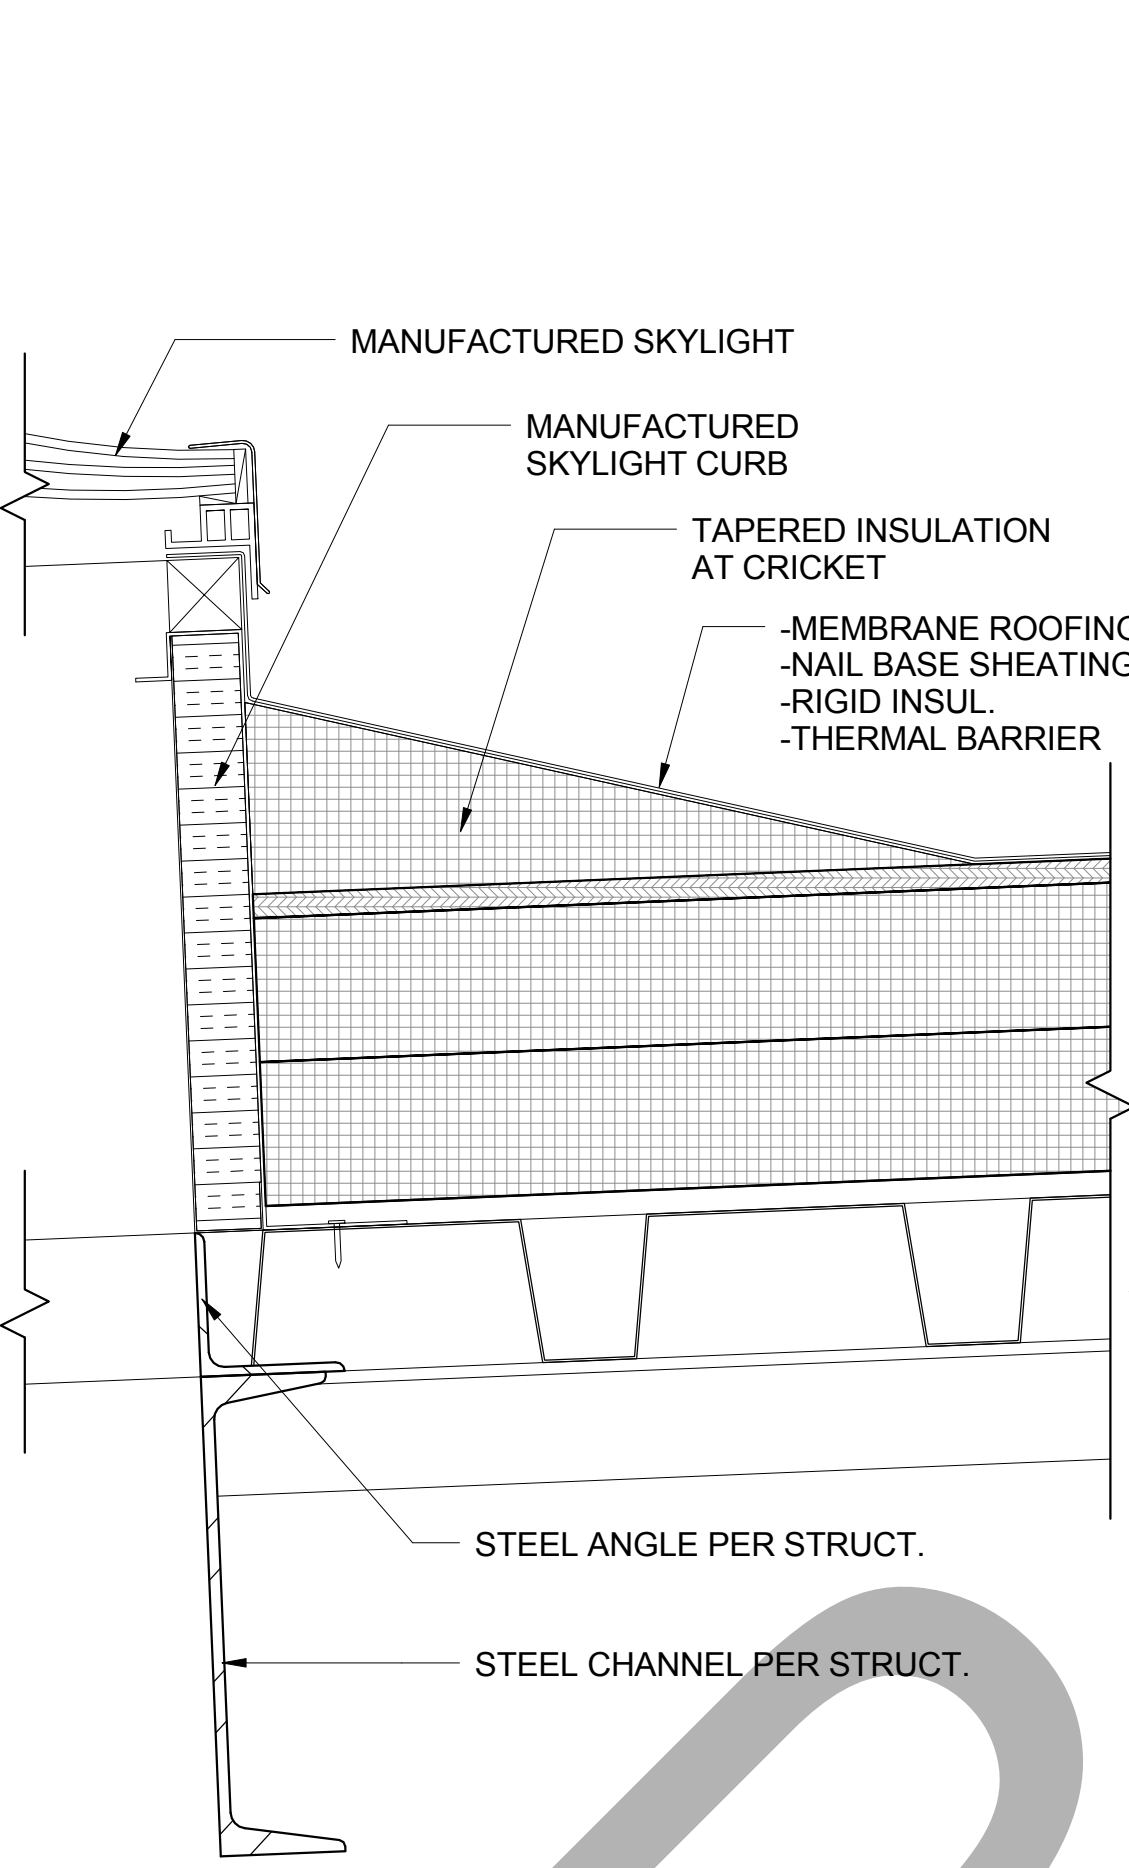 MANUFACTURED SKYLIGHT
MANUFACTURED
SKYLIGHT CURB
TAPERED INSULATION
AT CRICKET
-MEMBRANE ROOFING
-NAIL BASE SHEATING
-RIGID INSUL.
-THERMAL BARRIER
STEEL ANGLE PER STRUCT.
STEEL CHANNEL PER STRUCT.